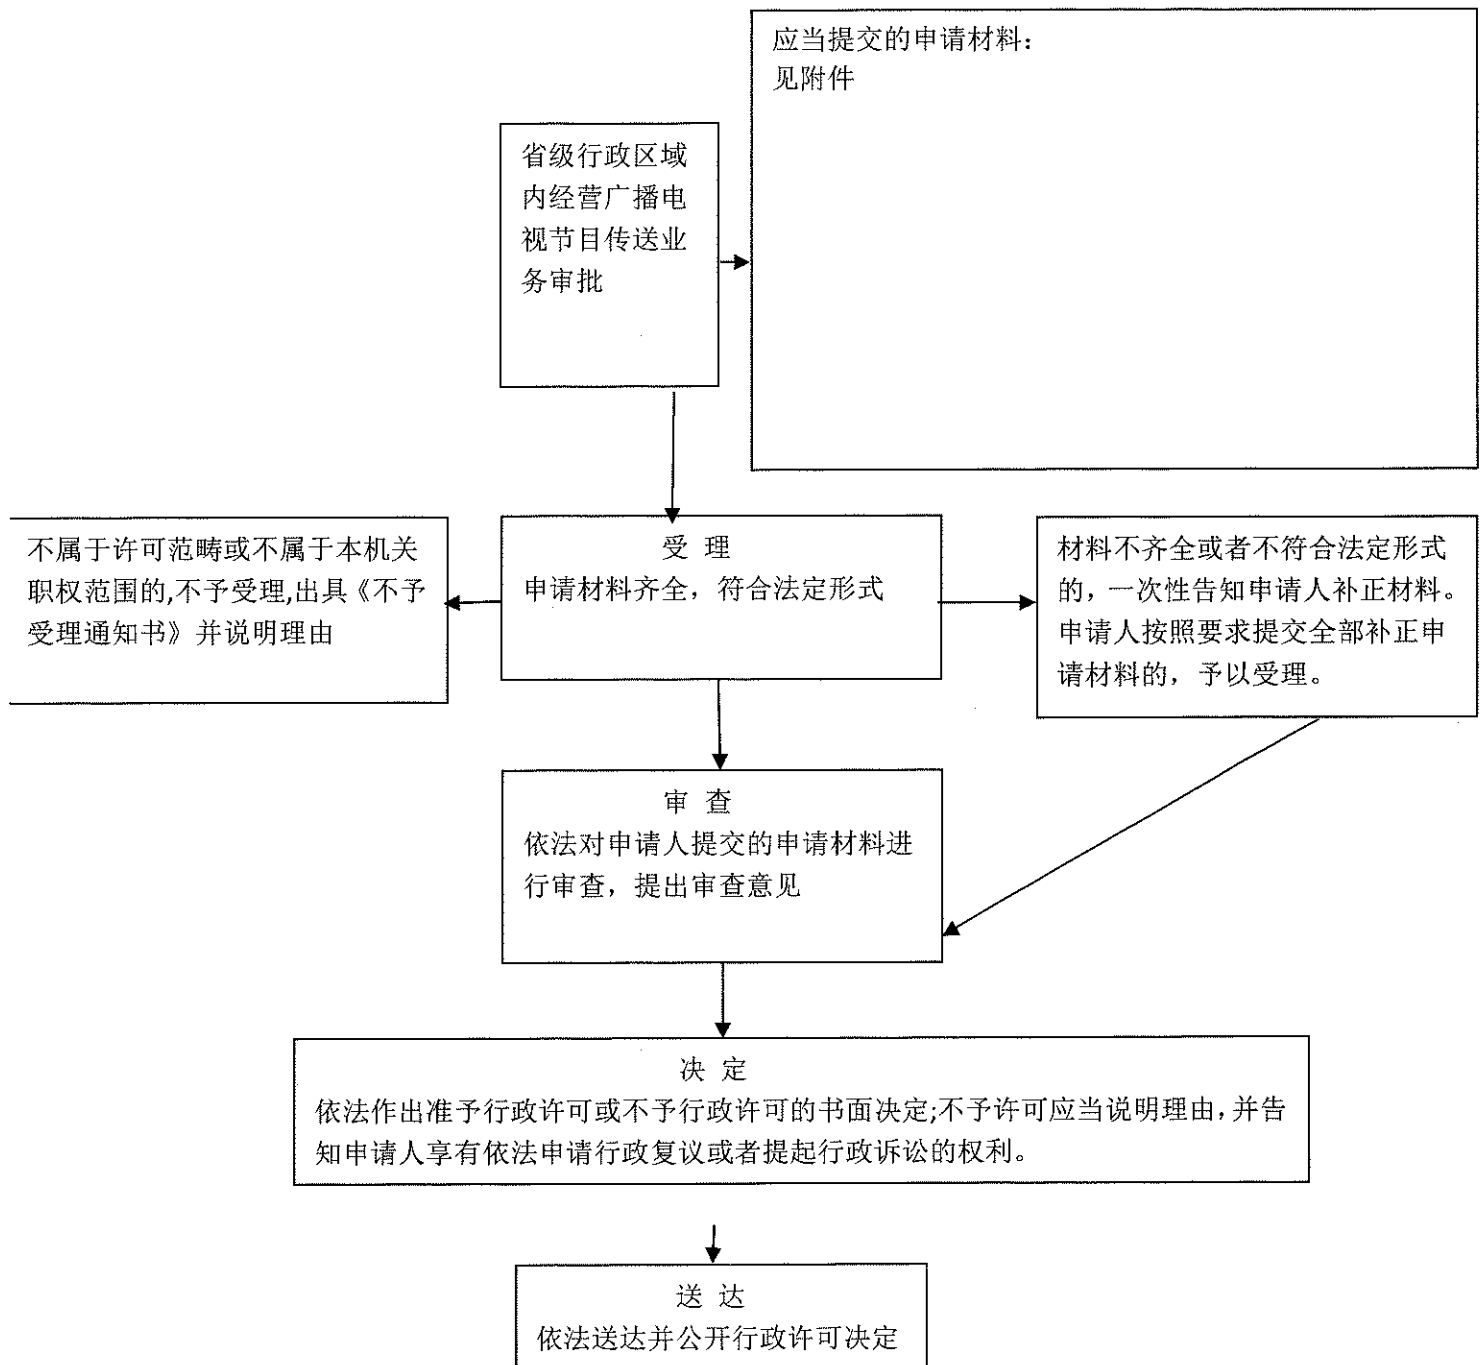 应当提交的申请材料：
见附件
省级行政区域
内经营广播电
视节目传送业
务审批
不属于许可范畴或不属于本机关
职权范围的,不予受理,出具《不予
受理通知书》并说明理由
受 理
申请材料齐全，符合法定形式
材料不齐全或者不符合法定形式
的，一次性告知申请人补正材料。
申请人按照要求提交全部补正申
请材料的，予以受理。
审 查
依法对申请人提交的申请材料进
行审查，提出审查意见
决 定
依法作出准予行政许可或不予行政许可的书面决定;不予许可应当说明理由,并告
知申请人享有依法申请行政复议或者提起行政诉讼的权利。
送 达
依法送达并公开行政许可决定